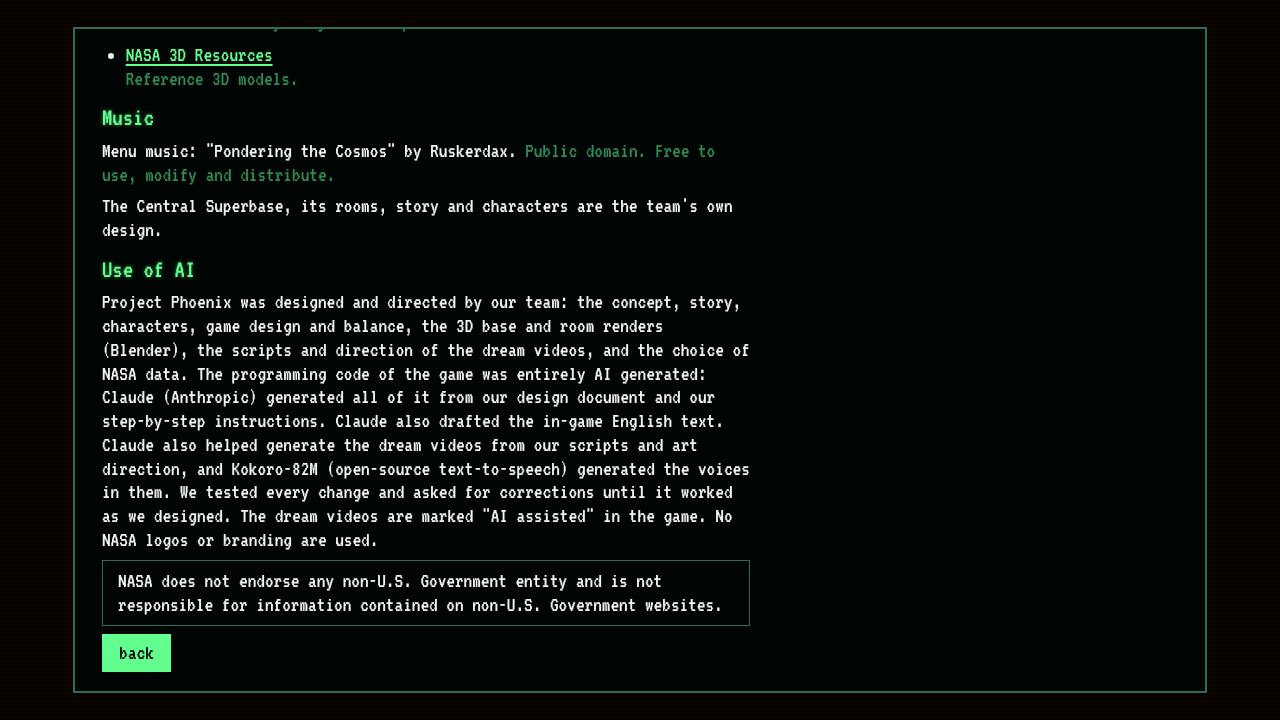 NASA 3D Resources
Reference 3D models.
Music
Menu music: "Pondering the Cosmos" by Ruskerdax. Public domain. Free to
use, modify and distribute.
The Central Superbase, its rooms, story and characters are the team's own
design.
Use of AI
Project Phoenix was designed and directed by our team: the concept, story,
characters, game design and balance, the 3D base and room renders
(Blender), the scripts and direction of the dream videos, and the choice of
NASA data. The programming code of the game was entirely AI generated:
Claude (Anthropic) generated all of it from our design document and our
step-by-step instructions. Claude also drafted the in-game English text.
Claude also helped generate the dream videos from our scripts and art
direction, and Kokoro-82M (open-source text-to-speech) generated the voices
in them. We tested every change and asked for corrections until it worked
as we designed. The dream videos are marked "AI assisted" in the game. No
NASA logos or branding are used.
NASA does not endorse any non-U.S. Government entity and is not
responsible for information contained on non-U.S. Government websites.
back